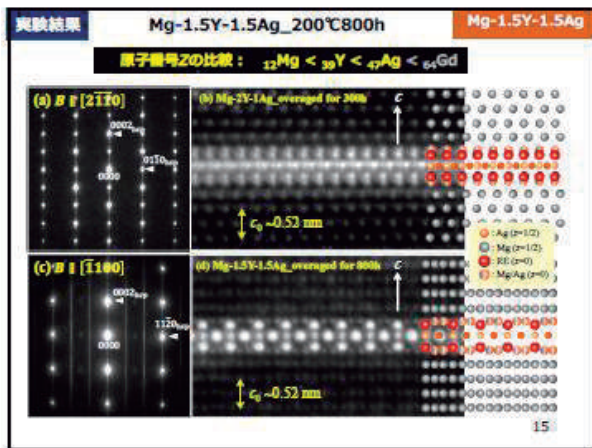 実験結果
Mg-1.5Y-1.5Ag_200℃800h
Mg-1.5Y-1.5Ag
原子番号Zの比較： ₁₂Mg < ₃₉Y < ₄₇Ag < ₆₄Gd
(a) B ∥ [2110]
0002hcp
0110hcp
0000
(b) Mg-2Y-1Ag_overaged for 300h
c
c₀ ~0.52 nm
: Ag (z=1/2)
: Mg (z=1/2)
: RE (z=0)
: Mg/Ag (z=0)
(c) B ∥ [1100]
0002hcp
1120hcp
0000
(d) Mg-1.5Y-1.5Ag_overaged for 800h
c
c₀ ~0.52 nm
15